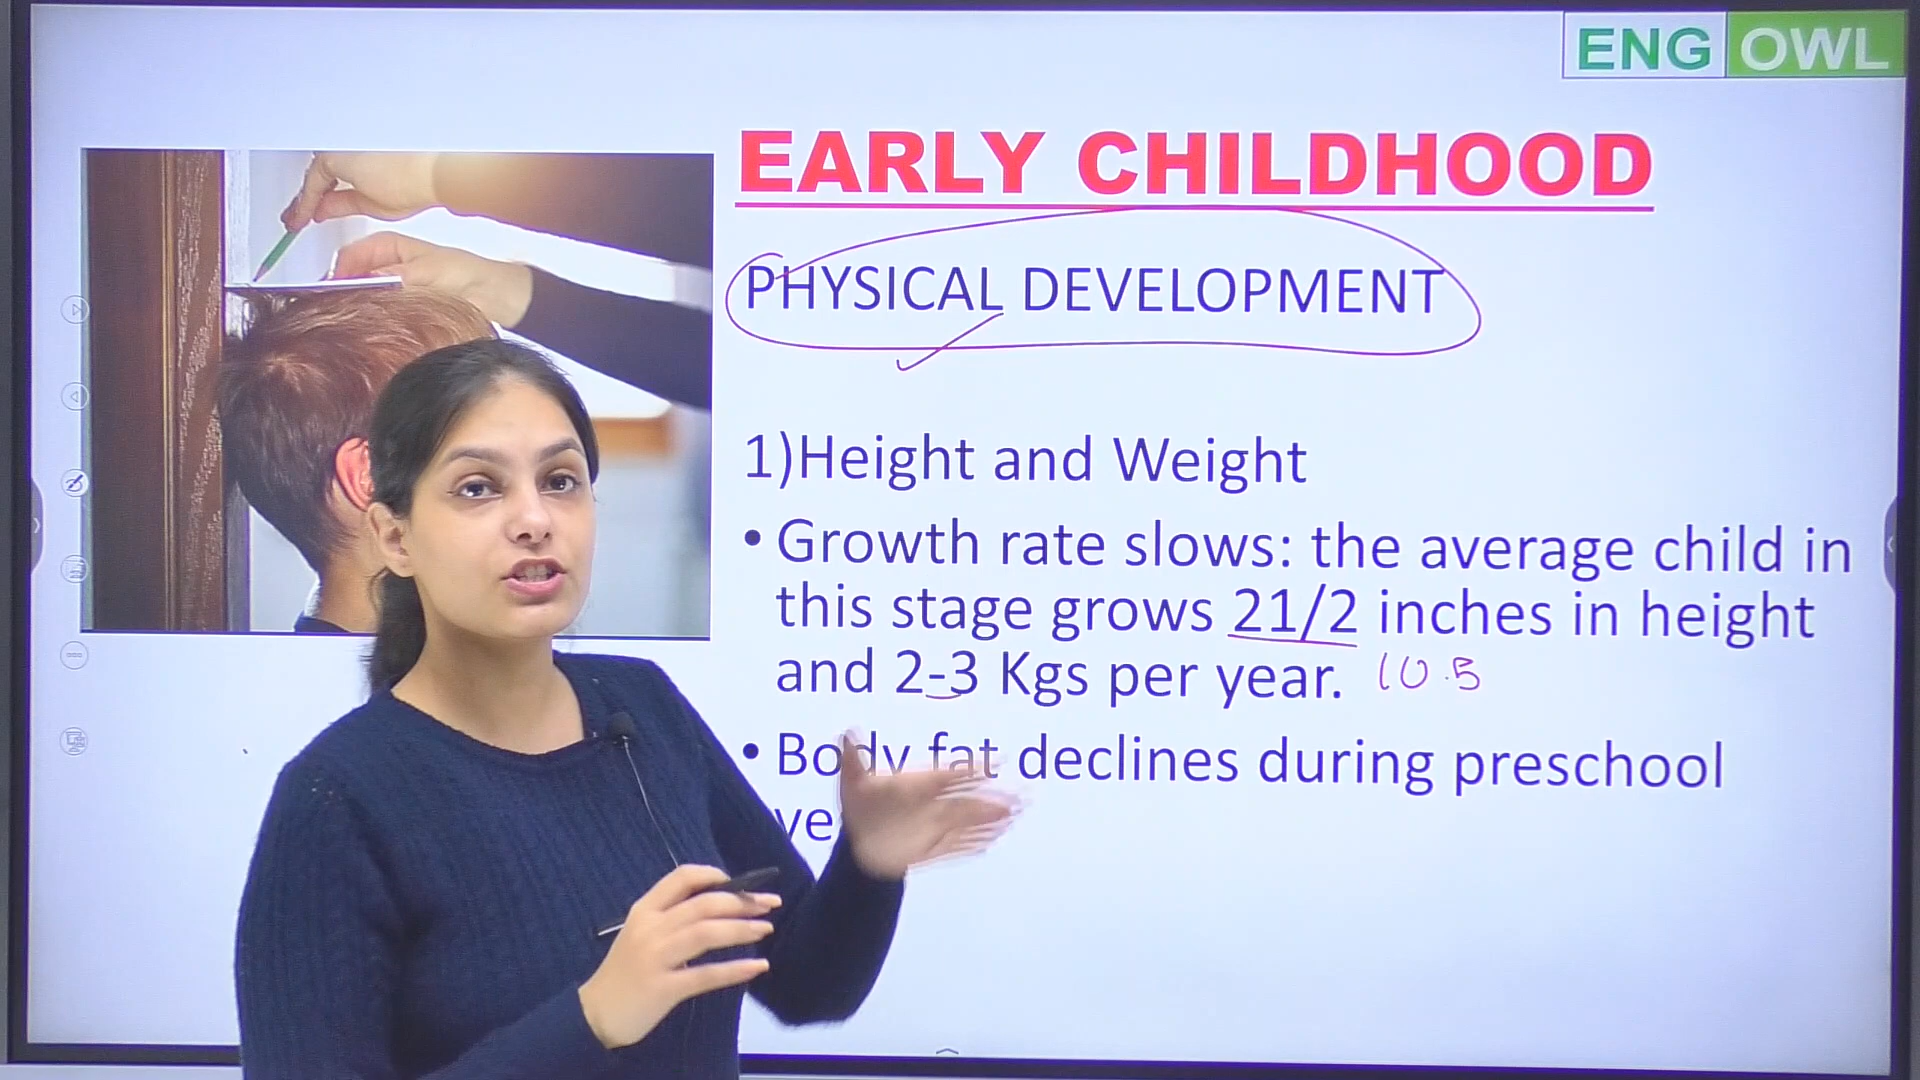 ENG OWL
EARLY CHILDHOOD
PHYSICAL DEVELOPMENT
1)Height and Weight
• Growth rate slows: the average child in
this stage grows 21/2 inches in height
and 2-3 Kgs per year. 10.5
• Body fat declines during preschool